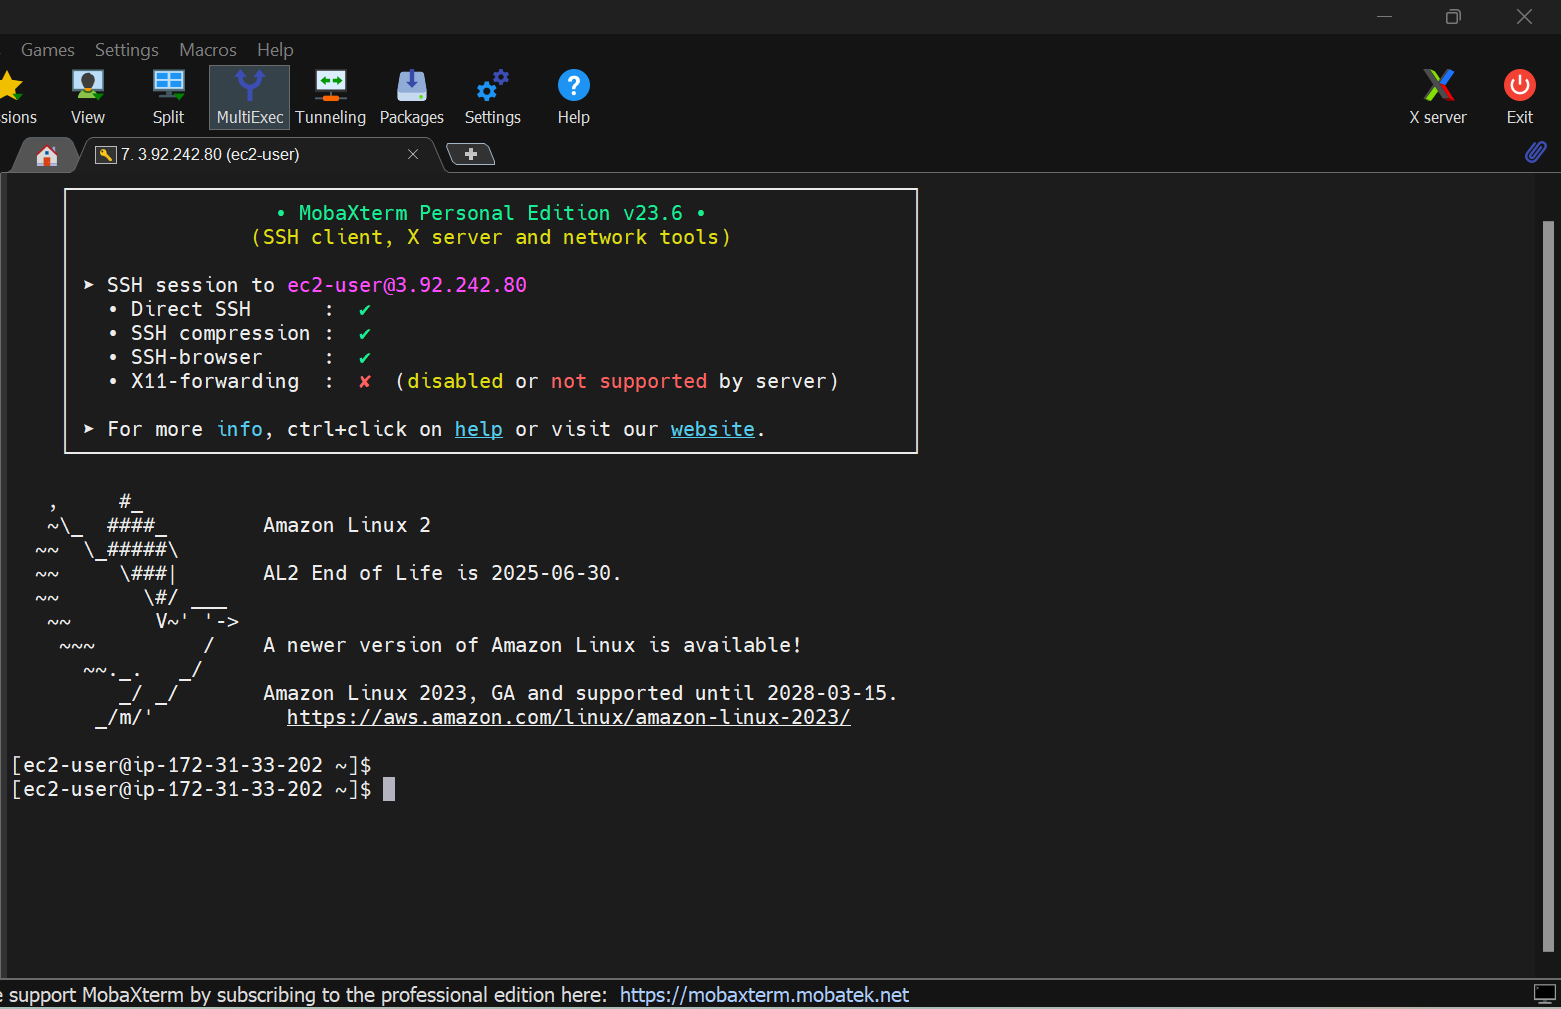 Games Settings Macros Help
sions View Split MultiExec Tunneling Packages Settings Help X server Exit
7. 3.92.242.80 (ec2-user)
• MobaXterm Personal Edition v23.6 •
(SSH client, X server and network tools)
➤ SSH session to ec2-user@3.92.242.80
• Direct SSH : ✔
• SSH compression : ✔
• SSH-browser : ✔
• X11-forwarding : ✘ (disabled or not supported by server)
➤ For more info, ctrl+click on help or visit our website.
   ,     #_
   ~\_  ####_        Amazon Linux 2
  ~~  \_#####\
  ~~     \###|       AL2 End of Life is 2025-06-30.
  ~~       \#/ ___
   ~~       V~' '->
    ~~~         /    A newer version of Amazon Linux is available!
      ~~._.   _/
         _/ _/       Amazon Linux 2023, GA and supported until 2028-03-15.
       _/m/'           https://aws.amazon.com/linux/amazon-linux-2023/
[ec2-user@ip-172-31-33-202 ~]$
[ec2-user@ip-172-31-33-202 ~]$
e support MobaXterm by subscribing to the professional edition here: https://mobaxterm.mobatek.net